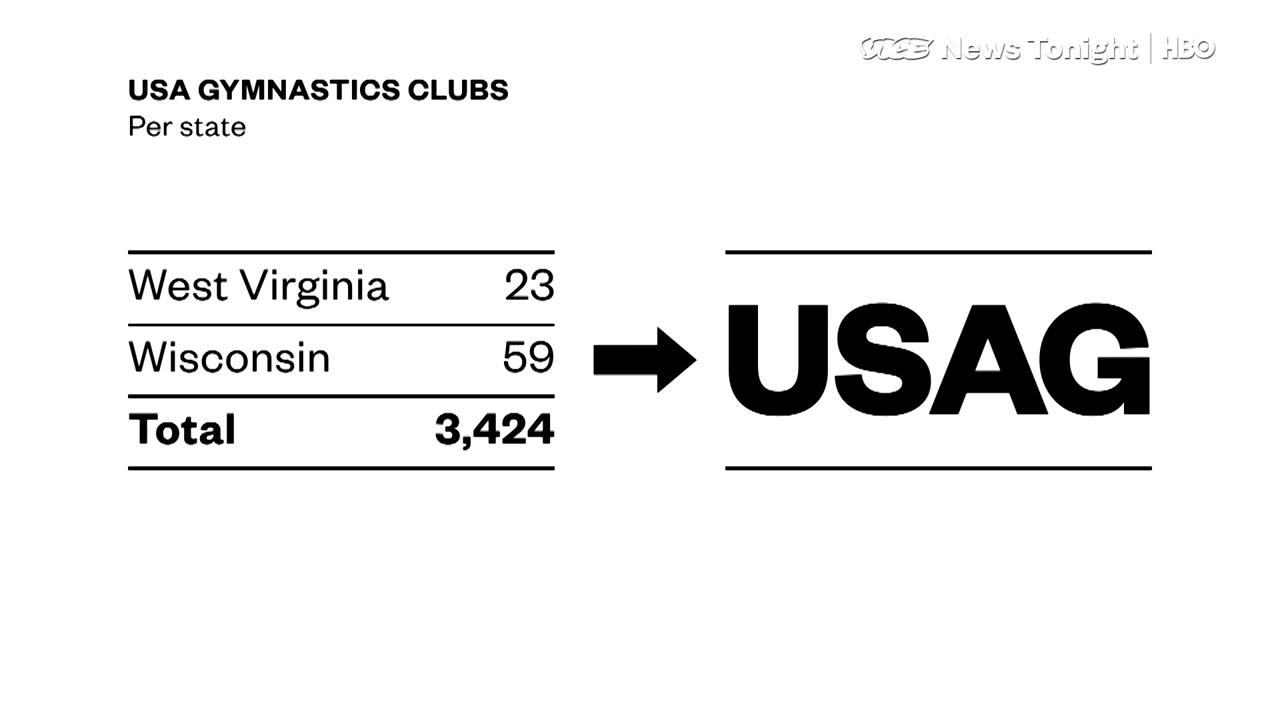 VICE News Tonight | HBO
USA GYMNASTICS CLUBS
Per state
West Virginia 23
Wisconsin 59
Total 3,424
USAG